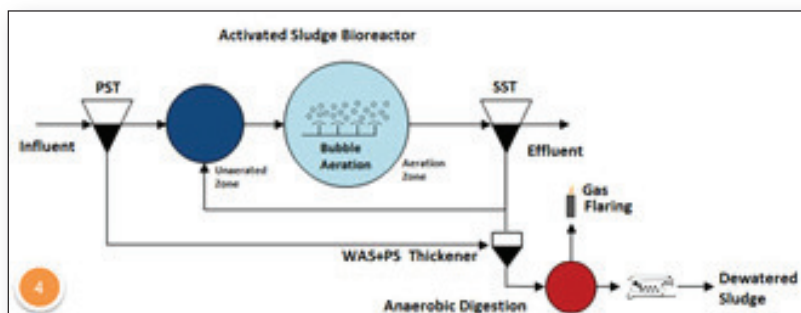 Activated Sludge Bioreactor
PST
SST
Influent
Unaerated
Zone
Bubble
Aeration
Aeration
Zone
Effluent
Gas
Flaring
WAS+PS Thickener
4
Anaerobic Digestion
Dewatered
Sludge